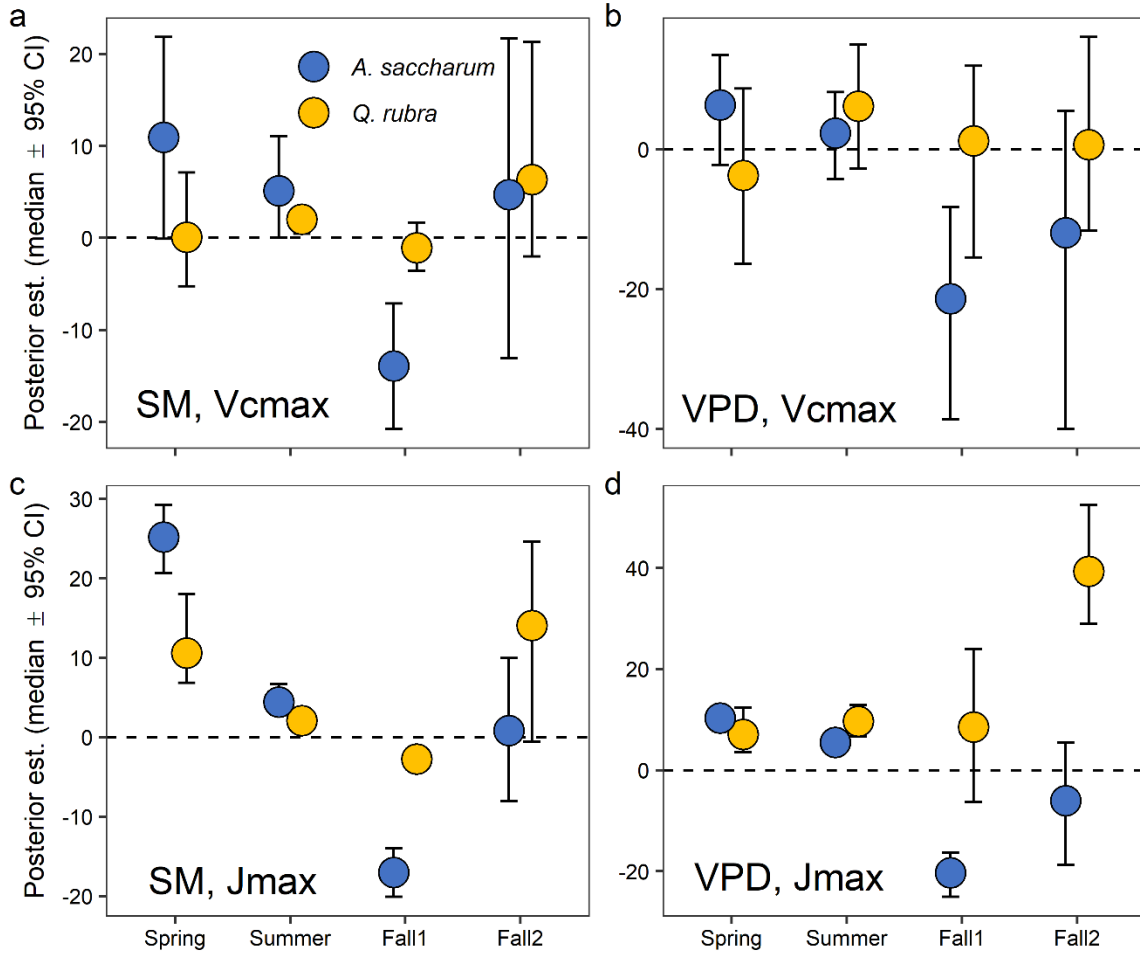 a
b
Posterior est. (median ± 95% CI)
20
10
0
-10
-20
A. saccharum
Q. rubra
SM, Vcmax
0
-20
-40
VPD, Vcmax
c
d
Posterior est. (median ± 95% CI)
30
20
10
0
-10
-20
SM, Jmax
40
20
0
-20
VPD, Jmax
Spring Summer Fall1 Fall2
Spring Summer Fall1 Fall2